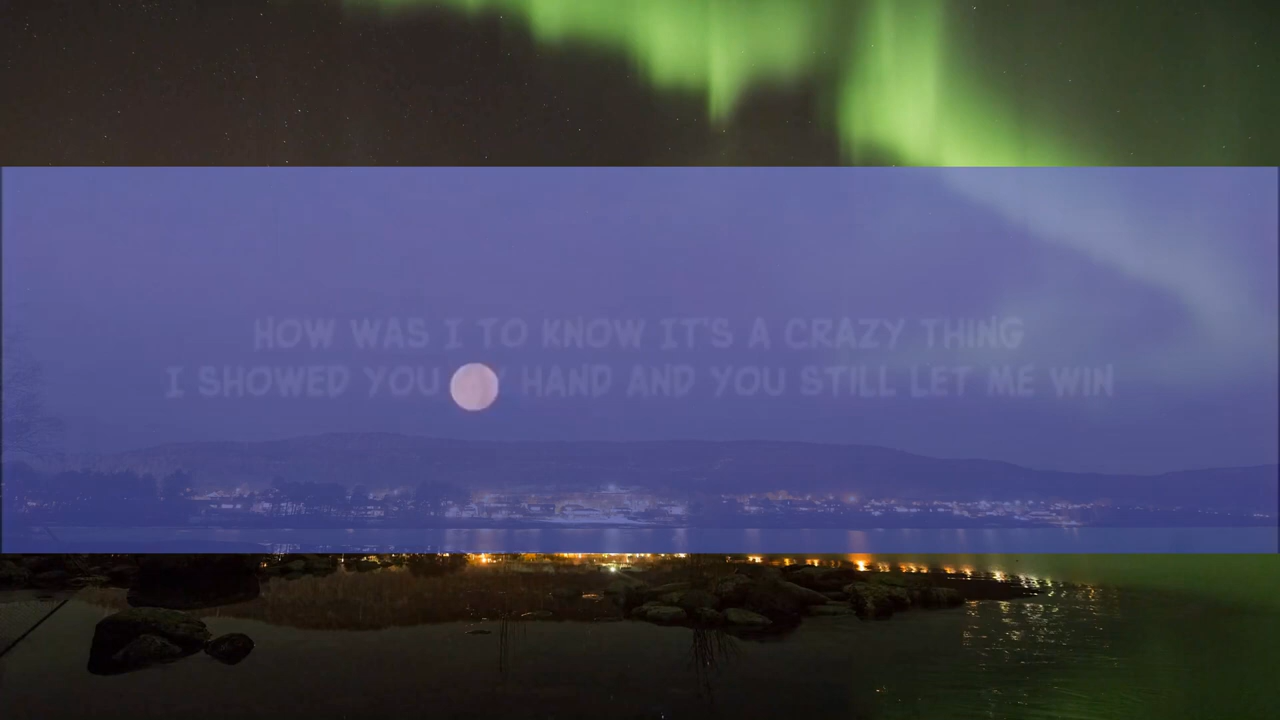 HOW WAS I TO KNOW IT'S A CRAZY THING
I SHOWED YOU HAND AND YOU STILL LET ME WIN